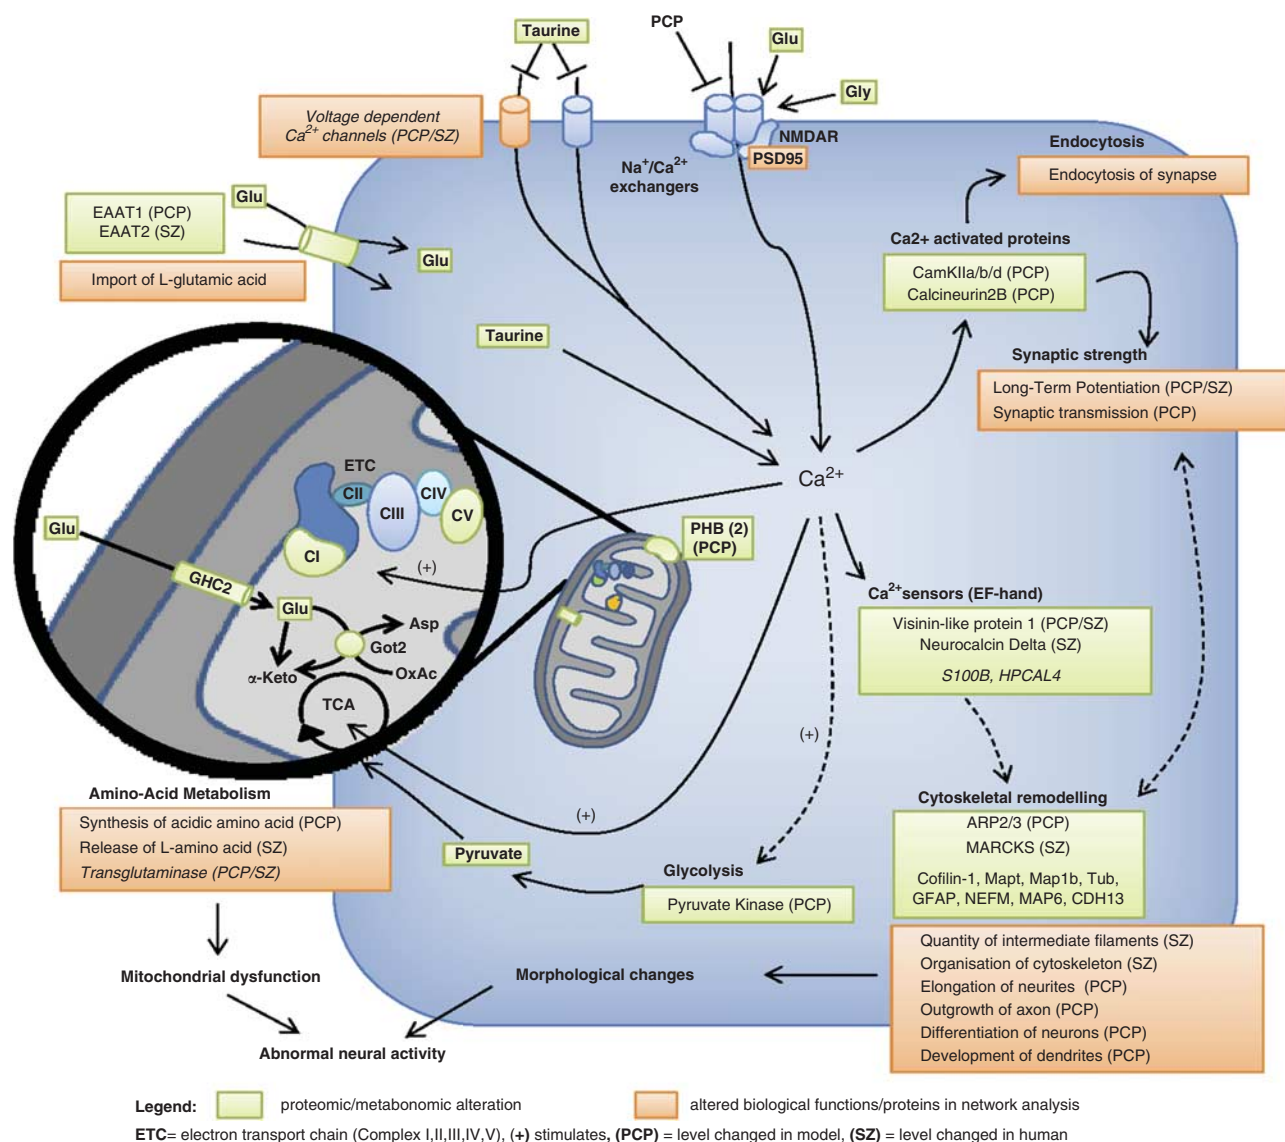 Taurine
PCP
Glu
Gly
Voltage dependent
Ca2+ channels (PCP/SZ)
NMDAR
PSD95
Na+/Ca2+
exchangers
Endocytosis
Endocytosis of synapse
Glu
EAAT1 (PCP)
EAAT2 (SZ)
Glu
Import of L-glutamic acid
Ca2+ activated proteins
CamKIIa/b/d (PCP)
Calcineurin2B (PCP)
Taurine
Synaptic strength
Long-Term Potentiation (PCP/SZ)
Synaptic transmission (PCP)
Ca2+
ETC
CII
CIII
CIV
CV
CI
Glu
GHC2
Glu
(+)
PHB (2)
(PCP)
Asp
Got2
α-Keto
OxAc
TCA
Ca2+sensors (EF-hand)
Visinin-like protein 1 (PCP/SZ)
Neurocalcin Delta (SZ)
S100B, HPCAL4
(+)
(+)
Amino-Acid Metabolism
Synthesis of acidic amino acid (PCP)
Release of L-amino acid (SZ)
Transglutaminase (PCP/SZ)
Pyruvate
Glycolysis
Pyruvate Kinase (PCP)
Cytoskeletal remodelling
ARP2/3 (PCP)
MARCKS (SZ)
Cofilin-1, Mapt, Map1b, Tub,
GFAP, NEFM, MAP6, CDH13
Quantity of intermediate filaments (SZ)
Organisation of cytoskeleton (SZ)
Elongation of neurites (PCP)
Outgrowth of axon (PCP)
Differentiation of neurons (PCP)
Development of dendrites (PCP)
Mitochondrial dysfunction
Morphological changes
Abnormal neural activity
Legend: proteomic/metabonomic alteration altered biological functions/proteins in network analysis
ETC= electron transport chain (Complex I,II,III,IV,V), (+) stimulates, (PCP) = level changed in model, (SZ) = level changed in human